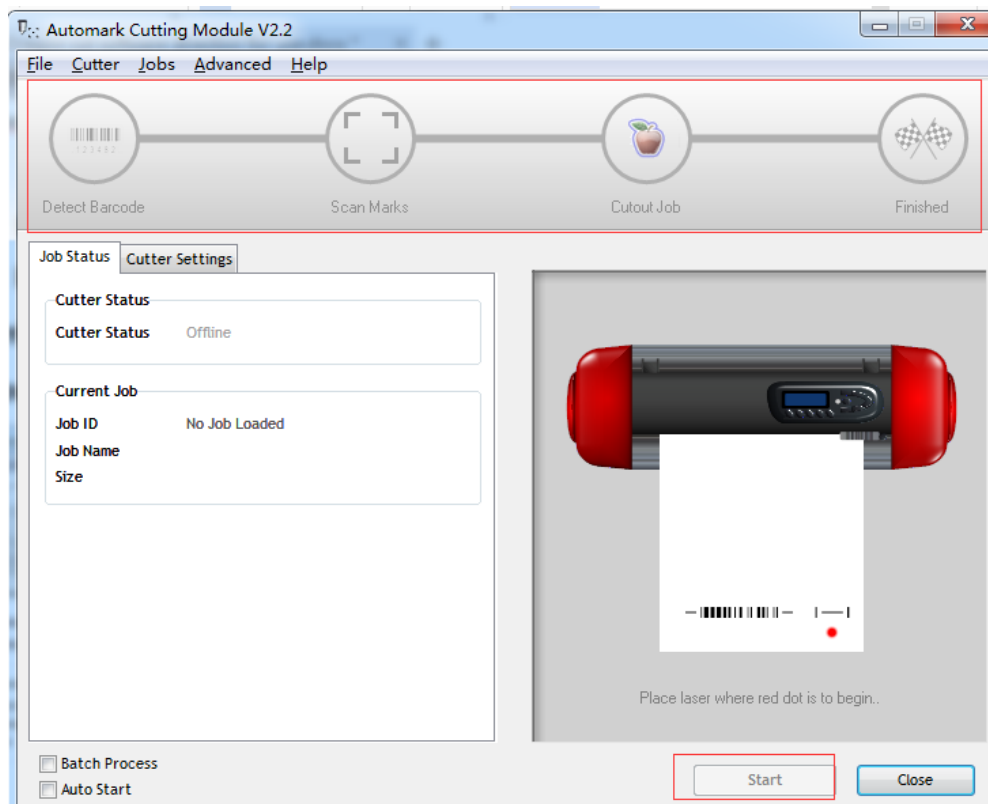 Automark Cutting Module V2.2
File Cutter Jobs Advanced Help
123482
Detect Barcode Scan Marks Cutout Job Finished
Job Status Cutter Settings
Cutter Status
Cutter Status Offline
Current Job
Job ID No Job Loaded
Job Name
Size
Place laser where red dot is to begin..
Batch Process
Auto Start
Start Close